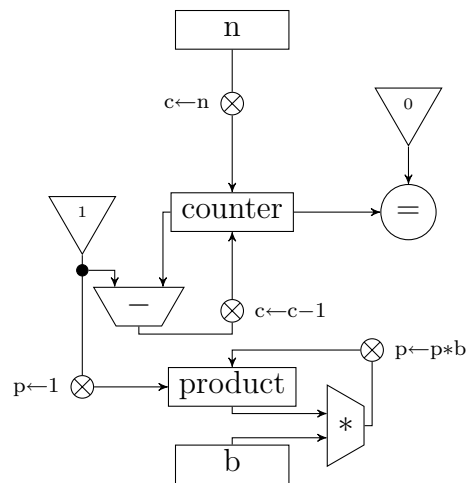 n
c←n
0
1
counter
=
−
c←c−1
p←p∗b
p←1
product
∗
b